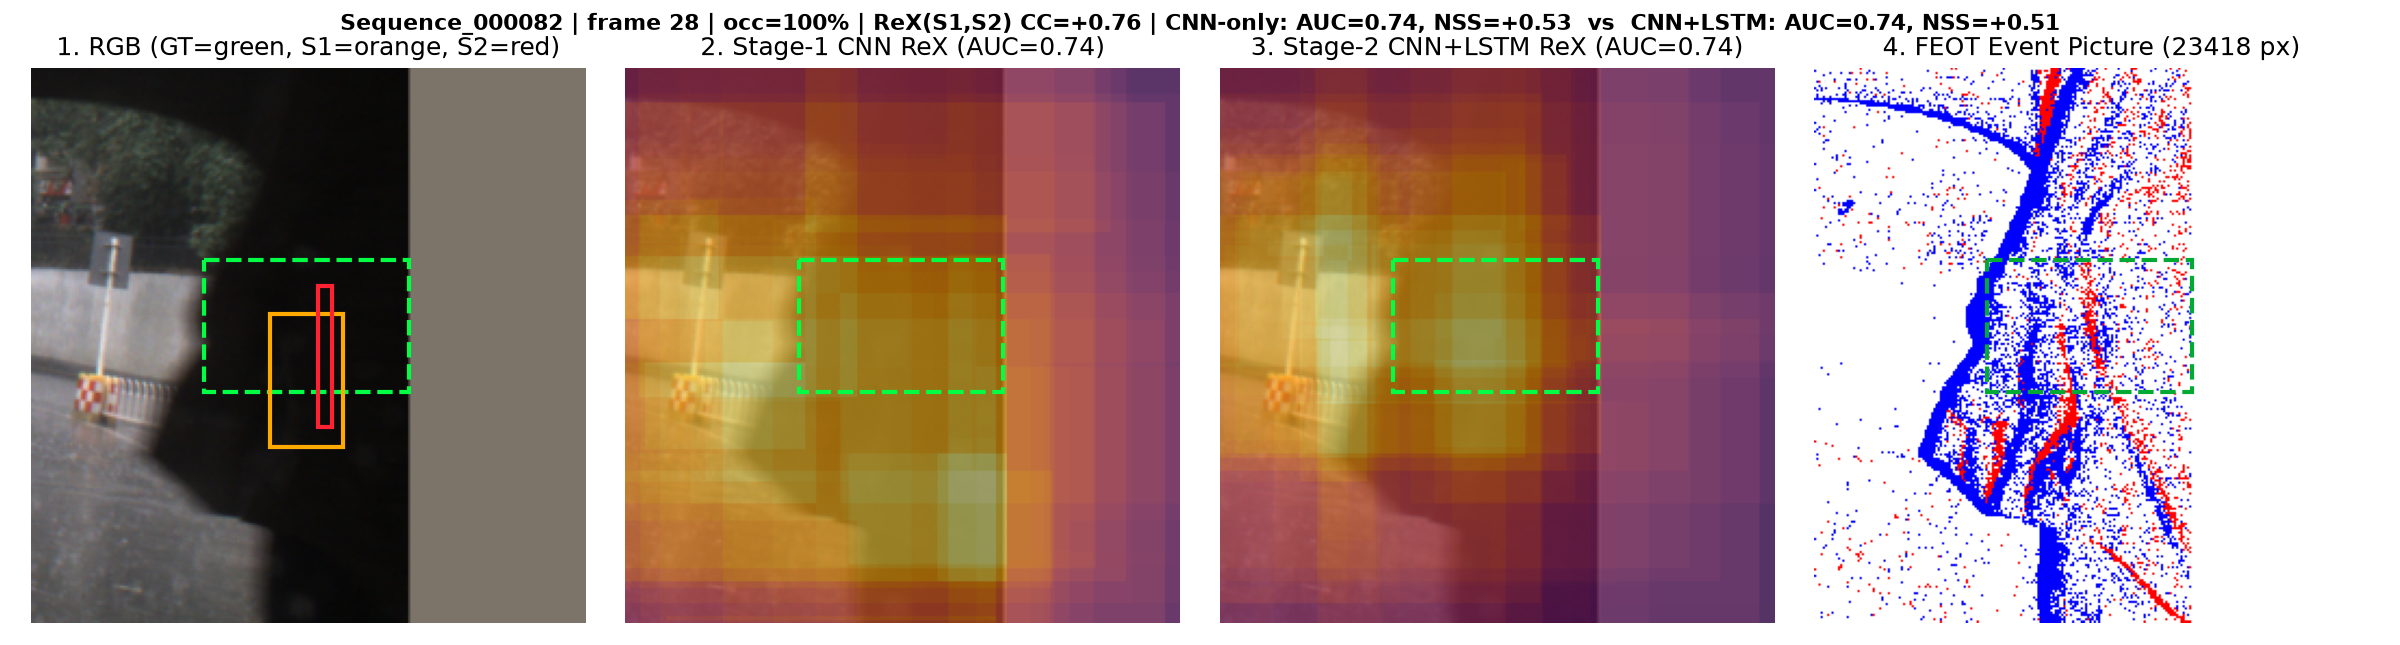 Sequence_000082 | frame 28 | occ=100% | ReX(S1,S2) CC=+0.76 | CNN-only: AUC=0.74, NSS=+0.53 vs CNN+LSTM: AUC=0.74, NSS=+0.51
1. RGB (GT=green, S1=orange, S2=red)
2. Stage-1 CNN ReX (AUC=0.74)
3. Stage-2 CNN+LSTM ReX (AUC=0.74)
4. FEOT Event Picture (23418 px)